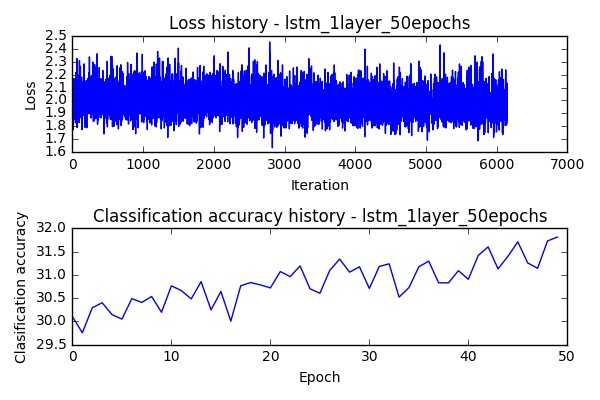 Loss history - lstm_1layer_50epochs
Loss
2.5
2.4
2.3
2.2
2.1
2.0
1.9
1.8
1.7
1.6
0 1000 2000 3000 4000 5000 6000 7000
Iteration
Classification accuracy history - lstm_1layer_50epochs
Clasification accuracy
32.0
31.5
31.0
30.5
30.0
29.5
0 10 20 30 40 50
Epoch